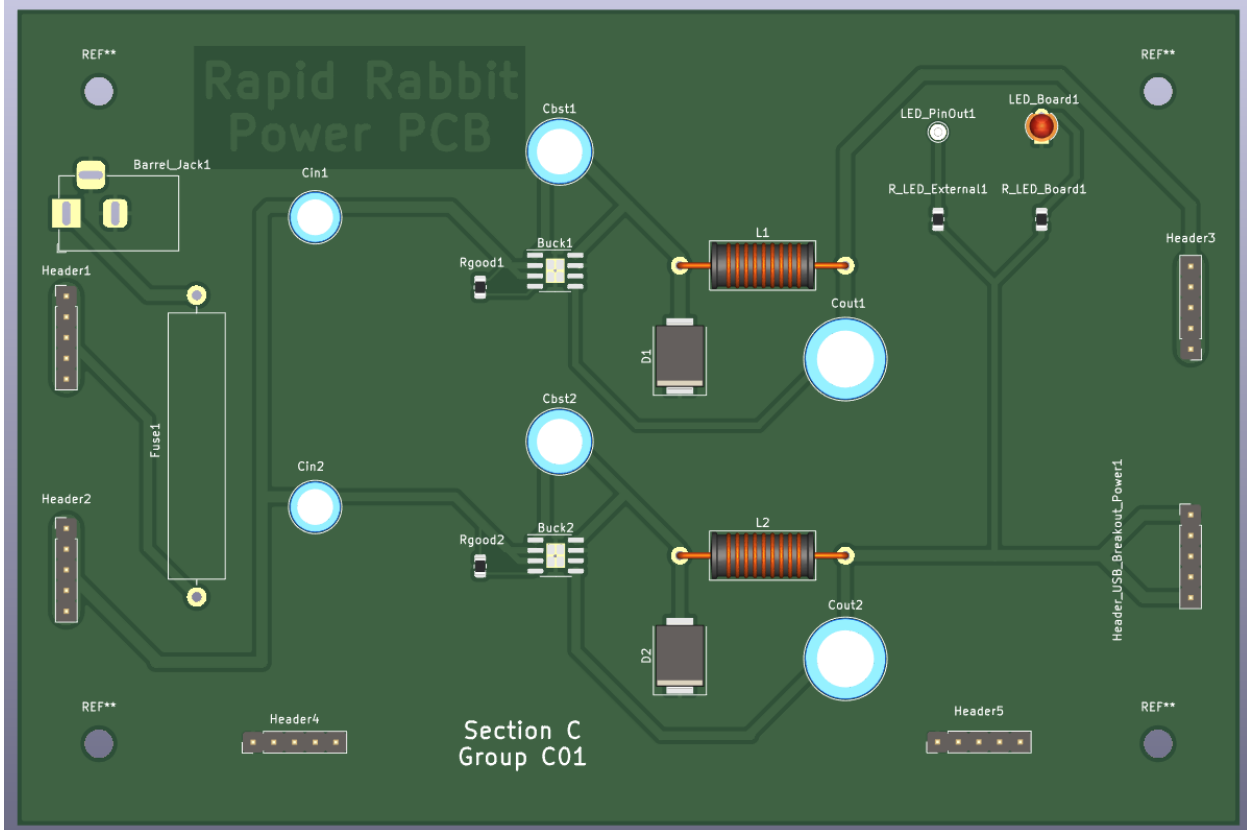 REF**
REF**
Rapid Rabbit
Power PCB
LED_Board1
Cbst1
LED_PinOut1
Barrel_Jack1
Cin1
R_LED_External1
R_LED_Board1
L1
Header3
Buck1
Rgood1
Header1
Cout1
D1
Cbst2
Fuse1
Cin2
Header_USB_Breakout_Power1
Header2
L2
Buck2
Rgood2
Cout2
D2
REF**
REF**
Header4
Header5
Section C
Group C01